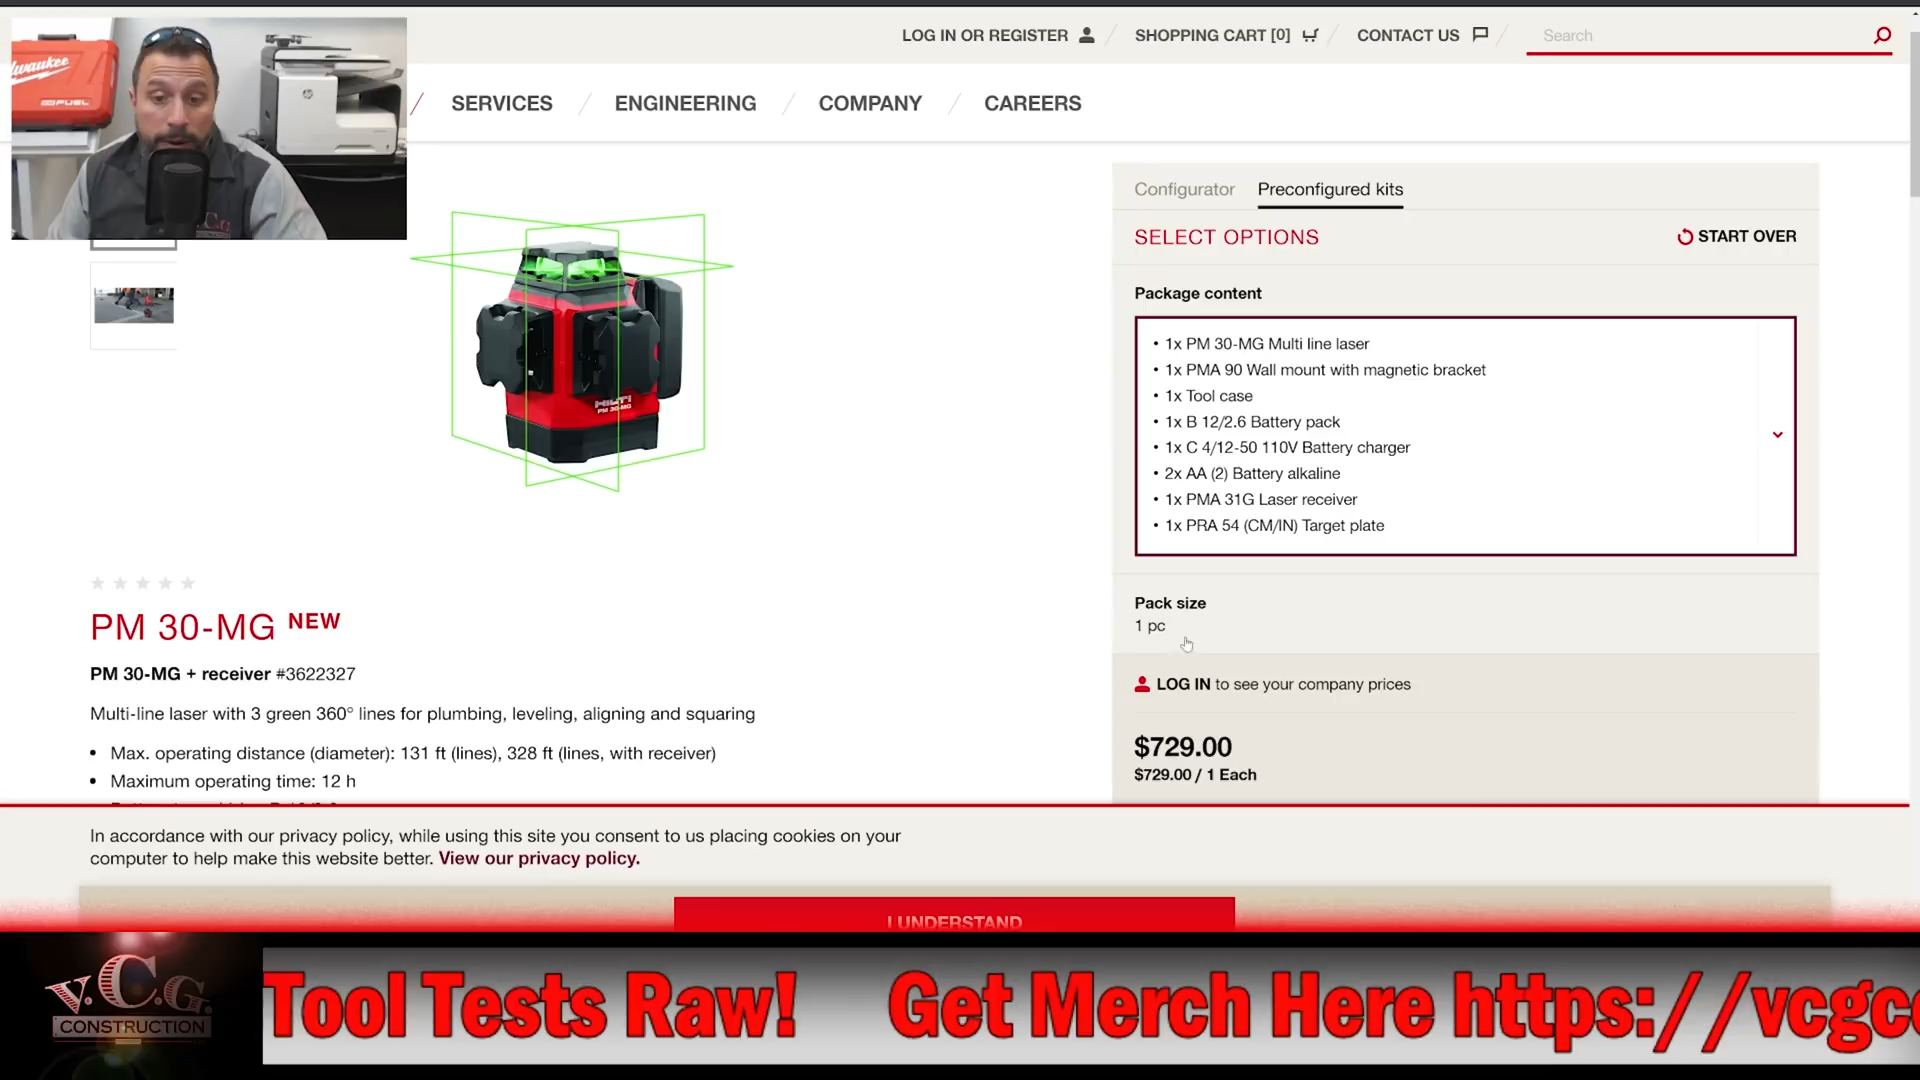 LOG IN OR REGISTER
SHOPPING CART [0]
CONTACT US
Search
SERVICES
ENGINEERING
COMPANY
CAREERS
Milwaukee
FUEL
hp
HILTI
PM 30-MG
Configurator
Preconfigured kits
SELECT OPTIONS
START OVER
Package content
• 1x PM 30-MG Multi line laser
• 1x PMA 90 Wall mount with magnetic bracket
• 1x Tool case
• 1x B 12/2.6 Battery pack
• 1x C 4/12-50 110V Battery charger
• 2x AA (2) Battery alkaline
• 1x PMA 31G Laser receiver
• 1x PRA 54 (CM/IN) Target plate
Pack size
1 pc
LOG IN to see your company prices
$729.00
$729.00 / 1 Each
PM 30-MG NEW
PM 30-MG + receiver #3622327
Multi-line laser with 3 green 360° lines for plumbing, leveling, aligning and squaring
• Max. operating distance (diameter): 131 ft (lines), 328 ft (lines, with receiver)
• Maximum operating time: 12 h
In accordance with our privacy policy, while using this site you consent to us placing cookies on your
computer to help make this website better. View our privacy policy.
I UNDERSTAND
V.C.G.
CONSTRUCTION
Tool Tests Raw! Get Merch Here https://vcgc